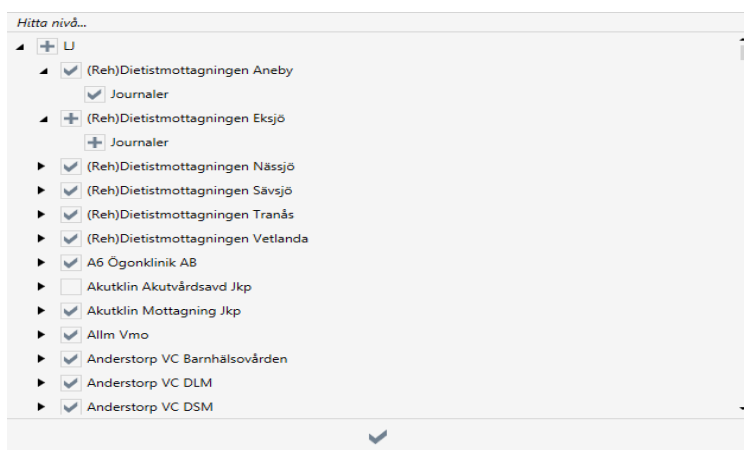 Hitta nivå...
LJ
(Reh)Dietistmottagningen Aneby
Journaler
(Reh)Dietistmottagningen Eksjö
Journaler
(Reh)Dietistmottagningen Nässjö
(Reh)Dietistmottagningen Sävsjö
(Reh)Dietistmottagningen Tranås
(Reh)Dietistmottagningen Vetlanda
A6 Ögonklinik AB
Akutklin Akutvårdsavd Jkp
Akutklin Mottagning Jkp
Allm Vmo
Anderstorp VC Barnhälsovården
Anderstorp VC DLM
Anderstorp VC DSM